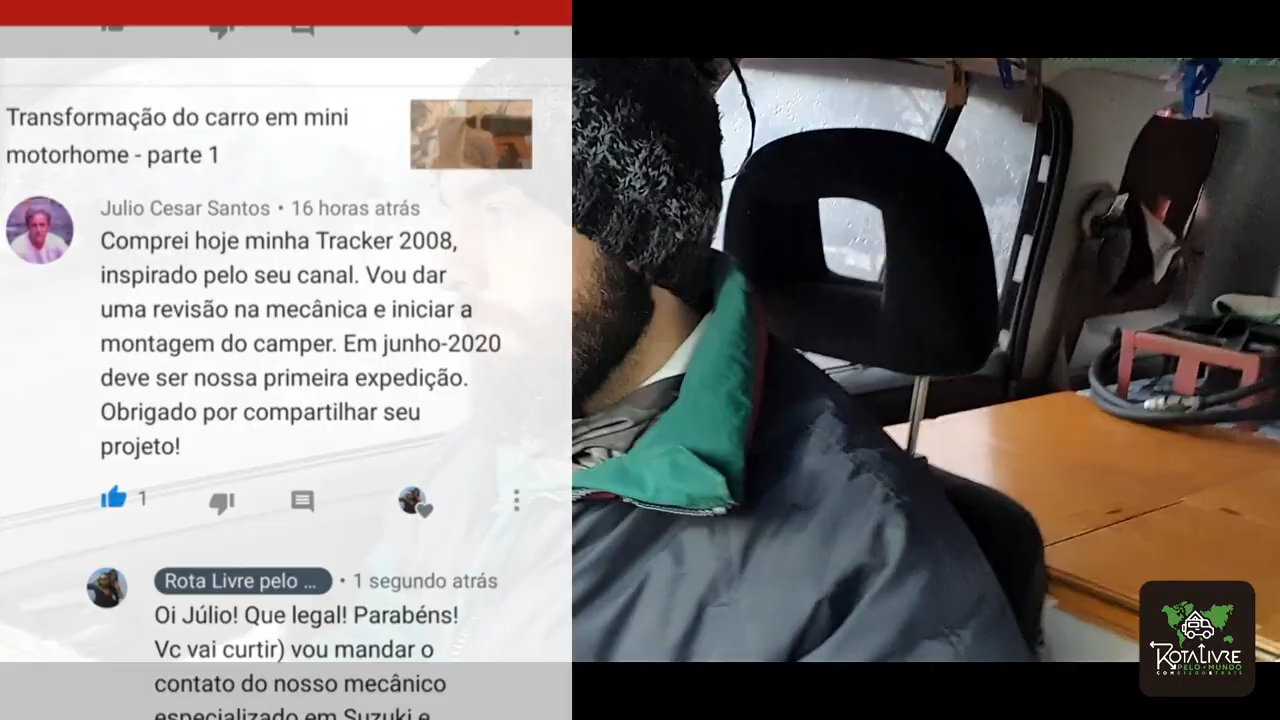 Transformação do carro em mini
motorhome - parte 1
Julio Cesar Santos • 16 horas atrás
Comprei hoje minha Tracker 2008,
inspirado pelo seu canal. Vou dar
uma revisão na mecânica e iniciar a
montagem do camper. Em junho-2020
deve ser nossa primeira expedição.
Obrigado por compartilhar seu
projeto!
1
Rota Livre pelo ... • 1 segundo atrás
Oi Júlio! Que legal! Parabéns!
Vc vai curtir) vou mandar o
contato do nosso mecânico
especializado em Suzuki e
ROTA LIVRE
PELO MUNDO